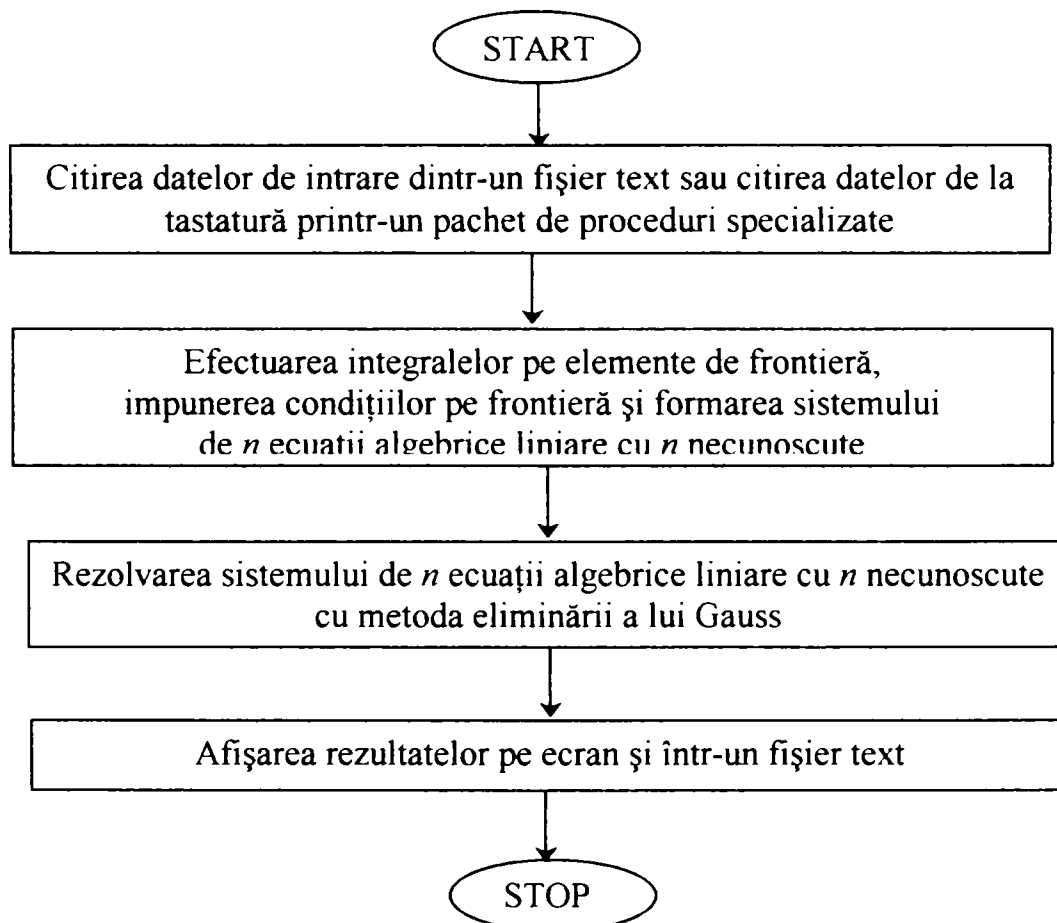 START
Citirea datelor de intrare dintr-un fişier text sau citirea datelor de la
tastatură printr-un pachet de proceduri specializate
Efectuarea integralelor pe elemente de frontieră,
impunerea condiţiilor pe frontieră şi formarea sistemului
de n ecuatii algebrice liniare cu n necunoscute
Rezolvarea sistemului de n ecuaţii algebrice liniare cu n necunoscute
cu metoda eliminării a lui Gauss
Afişarea rezultatelor pe ecran şi într-un fişier text
STOP